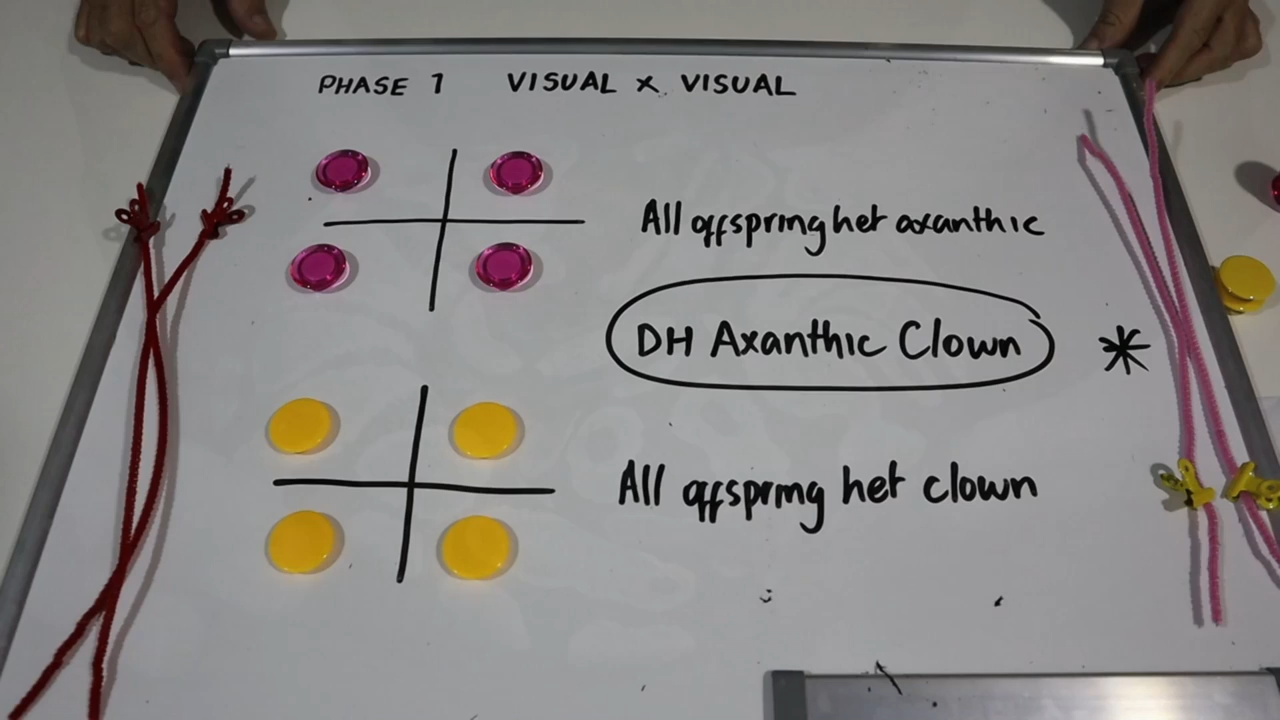 PHASE 1 VISUAL x VISUAL
All offspring het axanthic
DH Axanthic Clown *
All offspring het clown